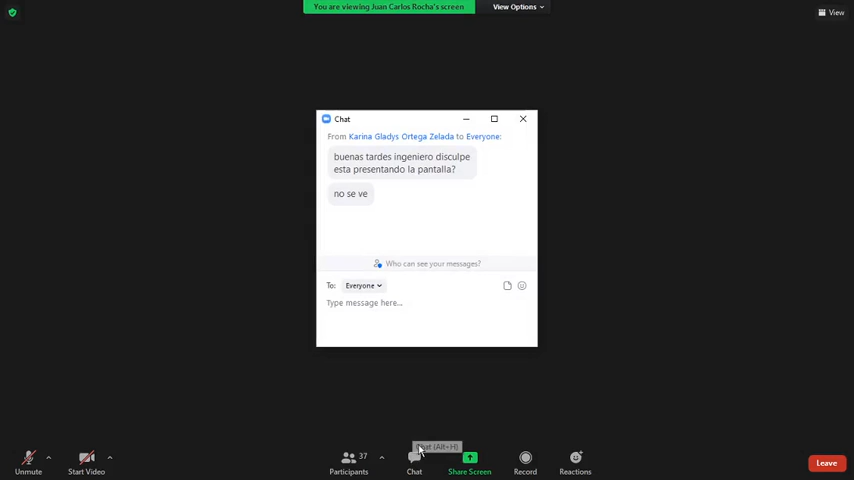 You are viewing Juan Carlos Rocha's screen
View Options
View
Chat
From Karina Gladys Ortega Zelada to Everyone:
buenas tardes ingeniero disculpe
esta presentando la pantalla?
no se ve
Who can see your messages?
To: Everyone
Type message here...
Chat (Alt+H)
Unmute
Start Video
37
Participants
Chat
Share Screen
Record
Reactions
Leave